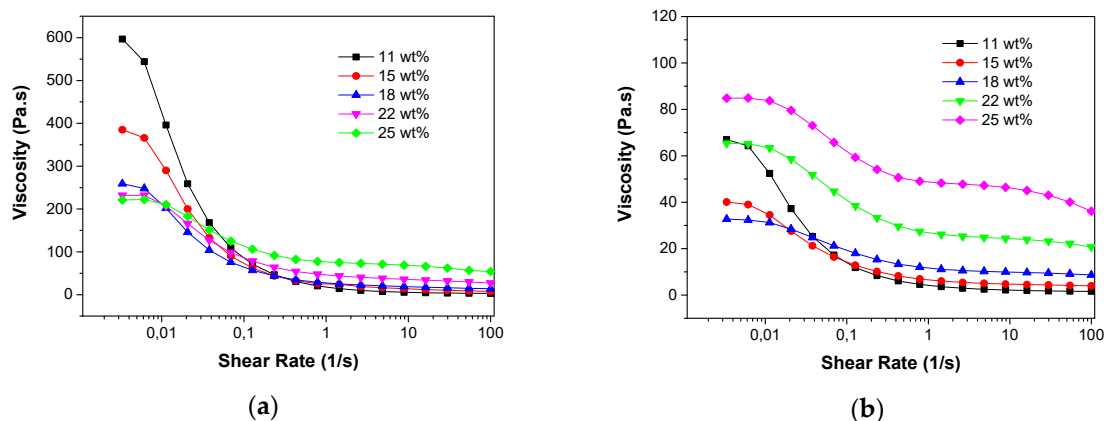 600
500
400
300
200
100
0
Viscosity (Pa.s)
11 wt%
15 wt%
18 wt%
22 wt%
25 wt%
0,01
0,1
1
10
100
Shear Rate (1/s)
(a)
120
100
80
60
40
20
0
Viscosity (Pa.s)
11 wt%
15 wt%
18 wt%
22 wt%
25 wt%
0,01
0,1
1
10
100
Shear Rate (1/s)
(b)